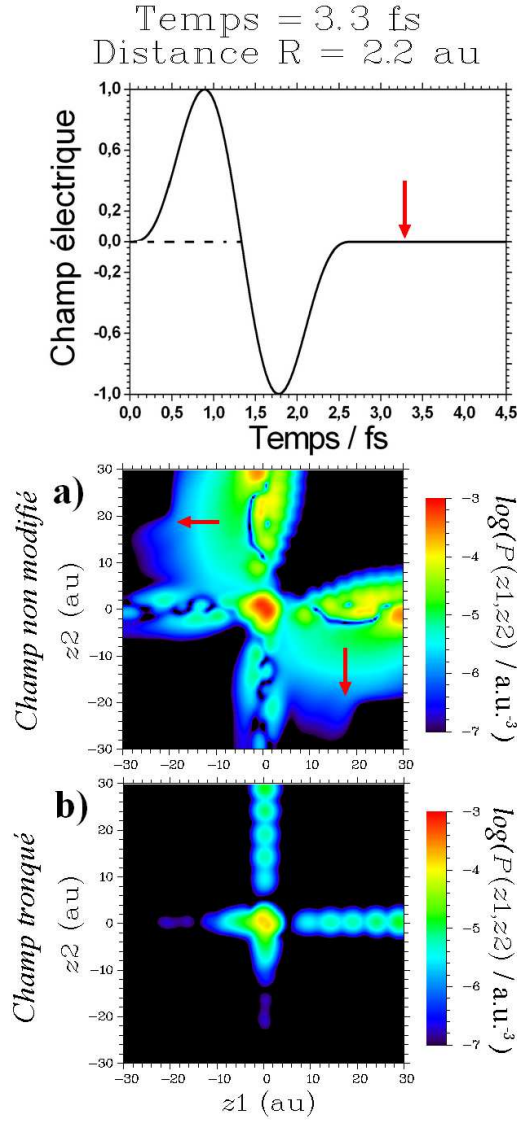 Temps = 3.3 fs
Distance R = 2.2 au
Champ électrique
1,0
0,6
0,2
0,0
-0,2
-0,6
-1,0
0,0 0,5 1,0 1,5 2,0 2,5 3,0 3,5 4,0 4,5
Temps / fs
a)
Champ non modifié
z2 (au)
30
20
10
0
−10
−20
−30
−30 −20 −10 0 10 20 30
−3
−4
−5
−6
−7
log(P(z1,z2) / a.u.⁻³)
b)
Champ tronqué
z2 (au)
30
20
10
0
−10
−20
−30
−30 −20 −10 0 10 20 30
z1 (au)
−3
−4
−5
−6
−7
log(P(z1,z2) / a.u.⁻³)